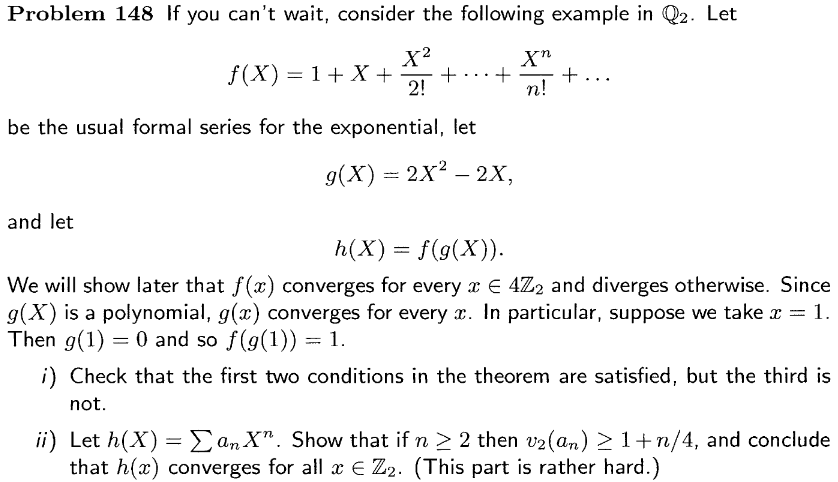 Problem 148 If you can't wait, consider the following example in ℚ₂. Let
f(X) = 1 + X + X²/2! + ··· + Xⁿ/n! + ...
be the usual formal series for the exponential, let
g(X) = 2X² − 2X,
and let
h(X) = f(g(X)).
We will show later that f(x) converges for every x ∈ 4ℤ₂ and diverges otherwise. Since
g(X) is a polynomial, g(x) converges for every x. In particular, suppose we take x = 1.
Then g(1) = 0 and so f(g(1)) = 1.
i) Check that the first two conditions in the theorem are satisfied, but the third is
not.
ii) Let h(X) = ∑ aₙXⁿ. Show that if n ≥ 2 then v₂(aₙ) ≥ 1 + n/4, and conclude
that h(x) converges for all x ∈ ℤ₂. (This part is rather hard.)